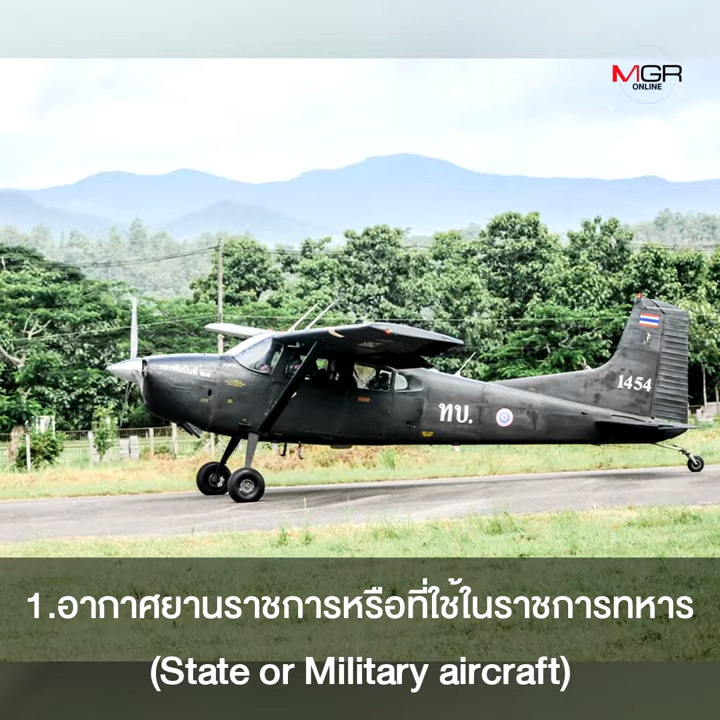 MGR
ONLINE
1454
ทบ.
1.อากาศยานราชการหรือที่ใช้ในราชการทหาร
(State or Military aircraft)